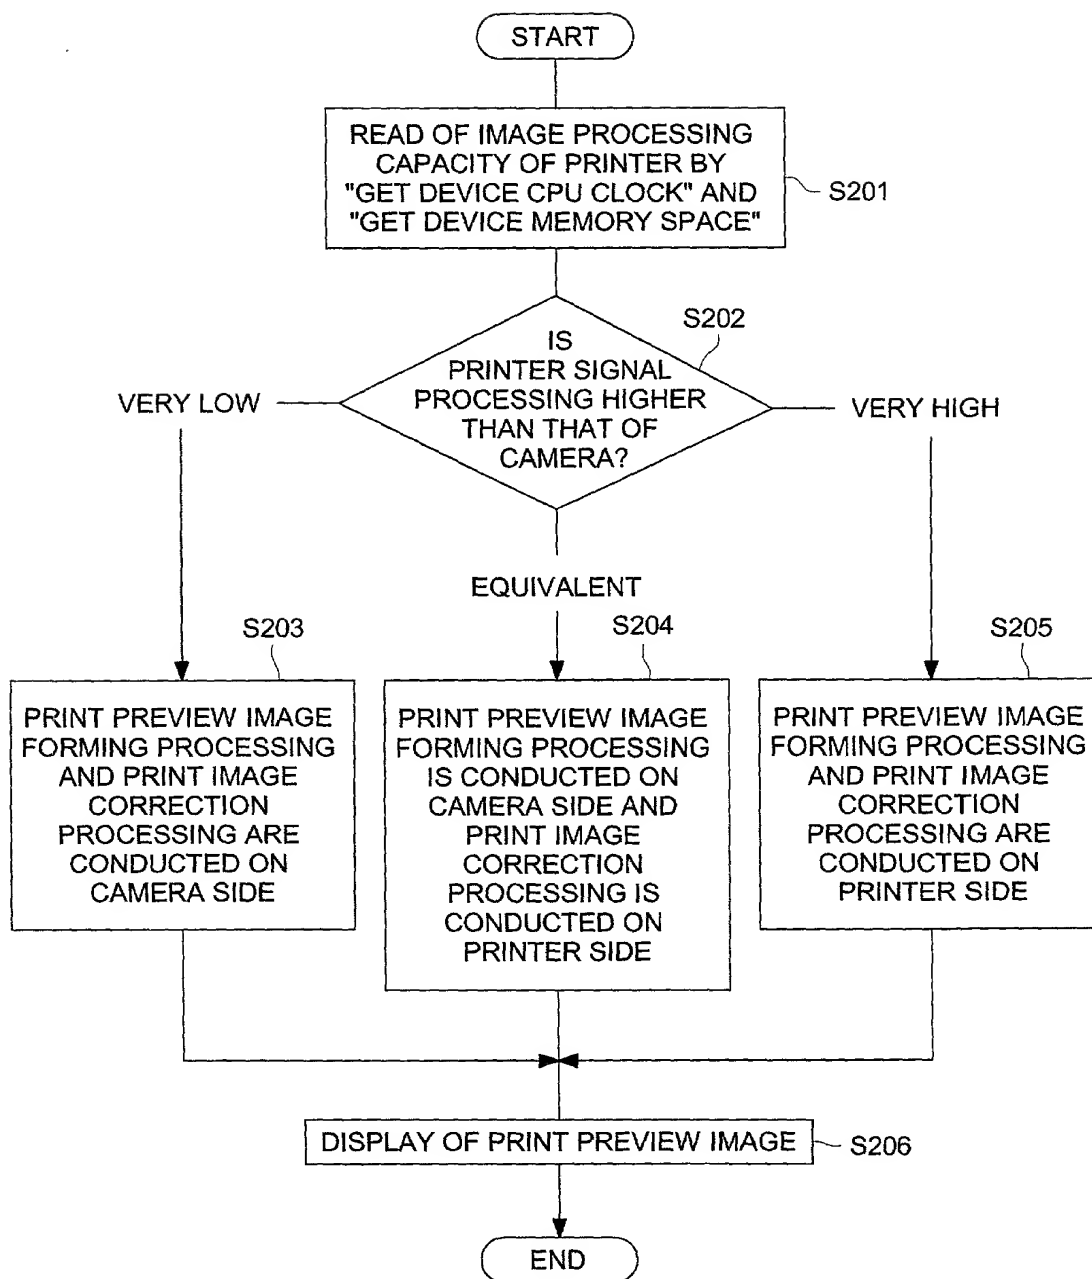 START
READ OF IMAGE PROCESSING
CAPACITY OF PRINTER BY
"GET DEVICE CPU CLOCK" AND
"GET DEVICE MEMORY SPACE"
S201
S202
IS
PRINTER SIGNAL
PROCESSING HIGHER
THAN THAT OF
CAMERA?
VERY LOW
VERY HIGH
EQUIVALENT
S203
PRINT PREVIEW IMAGE
FORMING PROCESSING
AND PRINT IMAGE
CORRECTION
PROCESSING ARE
CONDUCTED ON
CAMERA SIDE
S204
PRINT PREVIEW IMAGE
FORMING PROCESSING
IS CONDUCTED ON
CAMERA SIDE AND
PRINT IMAGE
CORRECTION
PROCESSING IS
CONDUCTED ON
PRINTER SIDE
S205
PRINT PREVIEW IMAGE
FORMING PROCESSING
AND PRINT IMAGE
CORRECTION
PROCESSING ARE
CONDUCTED ON
PRINTER SIDE
DISPLAY OF PRINT PREVIEW IMAGE
S206
END